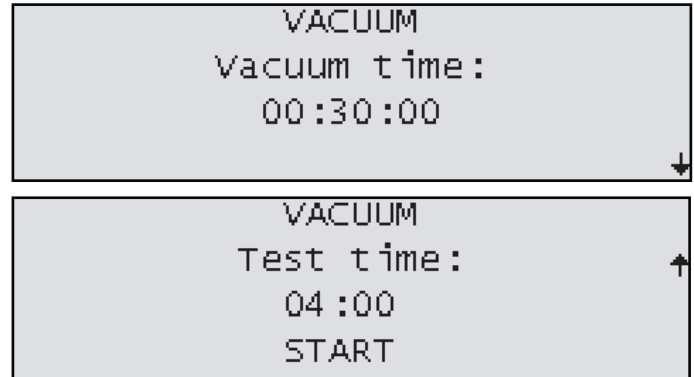 VACUUM
Vacuum time:
00:30:00
VACUUM
Test time:
04:00
START